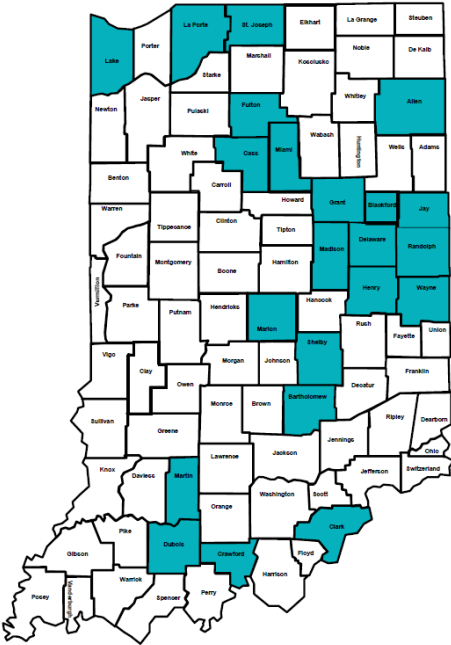 Lake
Porter
La Porte
St. Joseph
Elkhart
La Grange
Steuben
Noble
De Kalb
Marshall
Kosciusko
Starke
Newton
Jasper
Pulaski
Fulton
Whitley
Allen
White
Cass
Miami
Wabash
Huntington
Wells
Adams
Benton
Carroll
Howard
Grant
Blackford
Jay
Warren
Tippecanoe
Clinton
Tipton
Madison
Delaware
Randolph
Fountain
Montgomery
Boone
Hamilton
Vermillion
Parke
Putnam
Hendricks
Marion
Hancock
Henry
Wayne
Rush
Fayette
Union
Vigo
Clay
Owen
Morgan
Johnson
Shelby
Decatur
Franklin
Sullivan
Greene
Monroe
Brown
Bartholomew
Jennings
Ripley
Dearborn
Ohio
Knox
Daviess
Martin
Lawrence
Jackson
Jefferson
Switzerland
Washington
Scott
Orange
Clark
Gibson
Pike
Dubois
Crawford
Floyd
Harrison
Posey
Vanderburgh
Warrick
Spencer
Perry